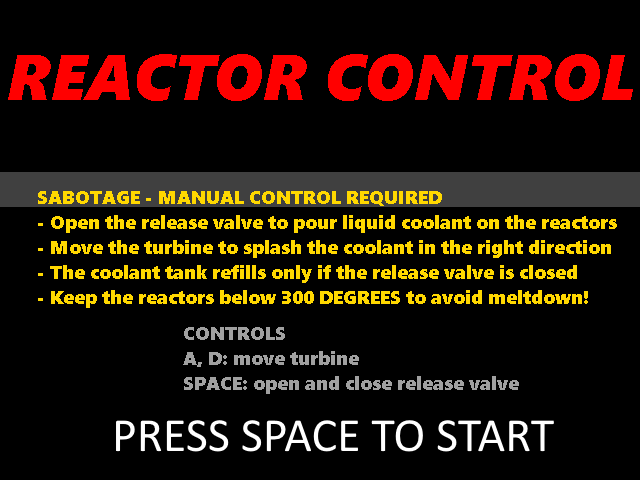 REACTOR CONTROL
SABOTAGE - MANUAL CONTROL REQUIRED
- Open the release valve to pour liquid coolant on the reactors
- Move the turbine to splash the coolant in the right direction
- The coolant tank refills only if the release valve is closed
- Keep the reactors below 300 DEGREES to avoid meltdown!
CONTROLS
A, D: move turbine
SPACE: open and close release valve
PRESS SPACE TO START